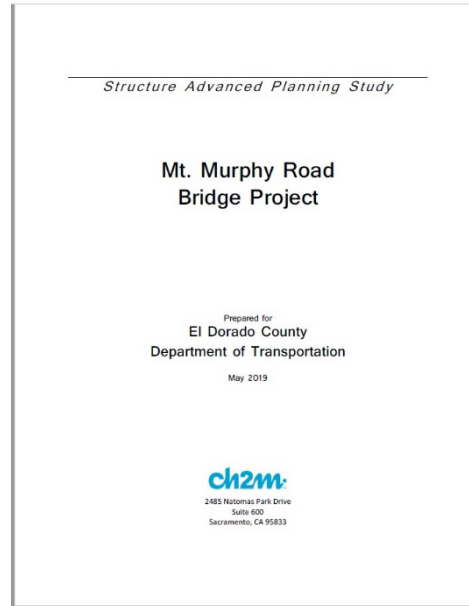 Structure Advanced Planning Study
Mt. Murphy Road
Bridge Project
Prepared for
El Dorado County
Department of Transportation
May 2019
ch2m:
2485 Natomas Park Drive
Suite 600
Sacramento, CA 95833